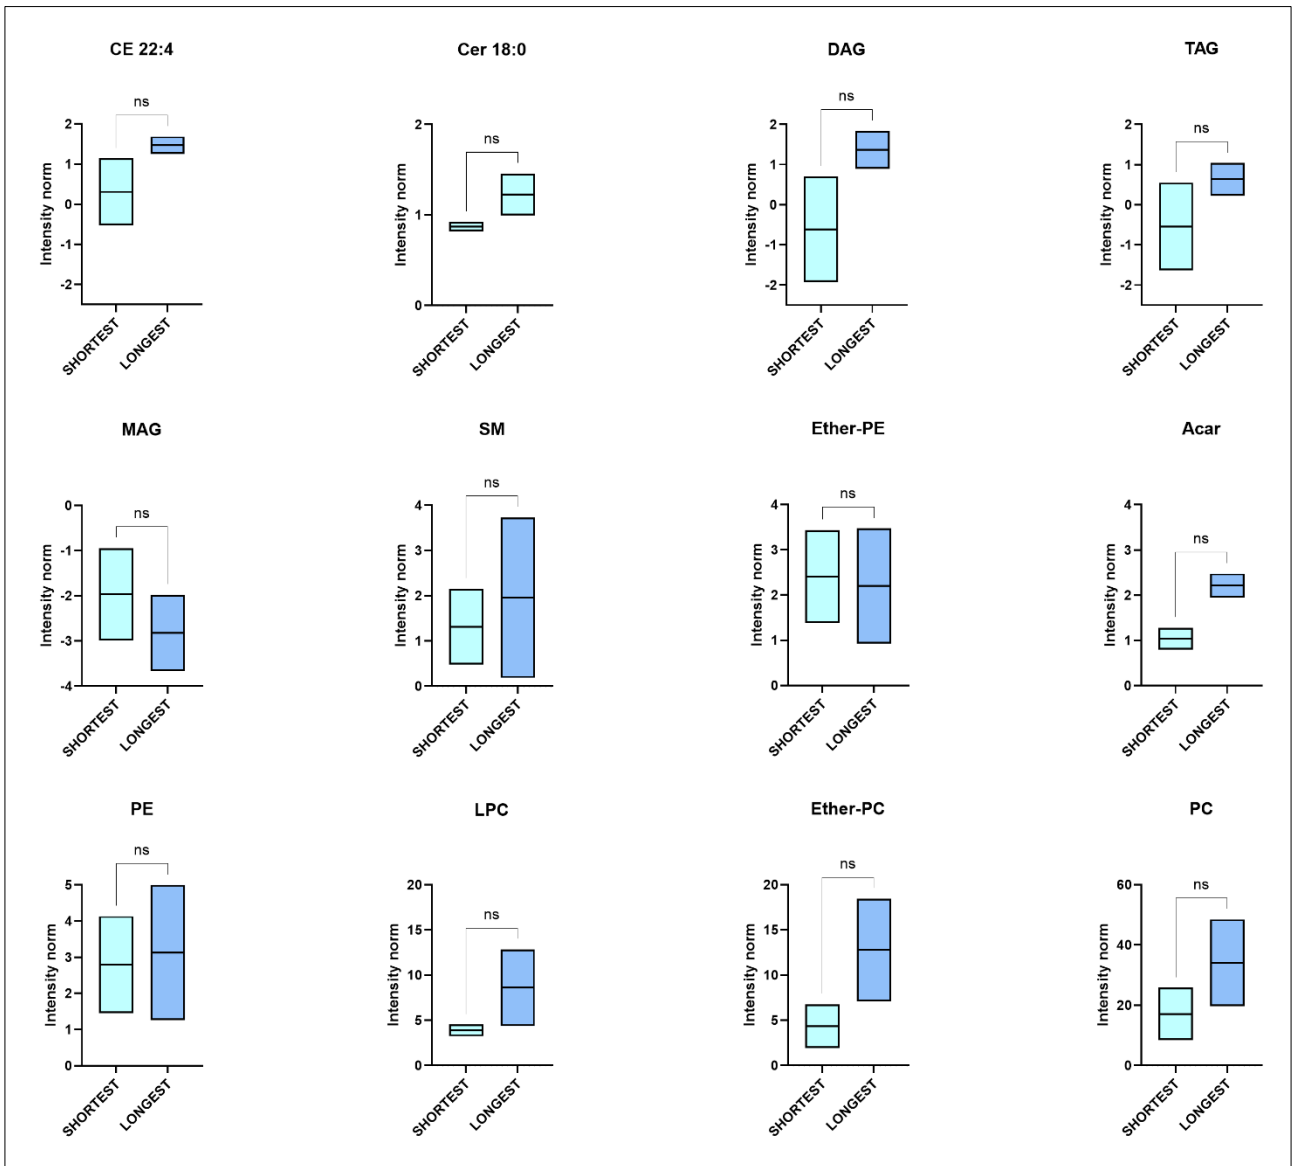 CE 22:4
ns
Intensity norm
2
1
0
-1
-2
SHORTEST
LONGEST
Cer 18:0
ns
Intensity norm
2
1
0
SHORTEST
LONGEST
DAG
ns
Intensity norm
2
1
0
-1
-2
SHORTEST
LONGEST
TAG
ns
Intensity norm
2
1
0
-1
-2
SHORTEST
LONGEST
MAG
ns
Intensity norm
0
-1
-2
-3
-4
SHORTEST
LONGEST
SM
ns
Intensity norm
4
3
2
1
0
SHORTEST
LONGEST
Ether-PE
ns
Intensity norm
4
3
2
1
0
SHORTEST
LONGEST
Acar
ns
Intensity norm
4
3
2
1
0
SHORTEST
LONGEST
PE
ns
Intensity norm
5
4
3
2
1
0
SHORTEST
LONGEST
LPC
ns
Intensity norm
20
15
10
5
0
SHORTEST
LONGEST
Ether-PC
ns
Intensity norm
20
15
10
5
0
SHORTEST
LONGEST
PC
ns
Intensity norm
60
40
20
0
SHORTEST
LONGEST